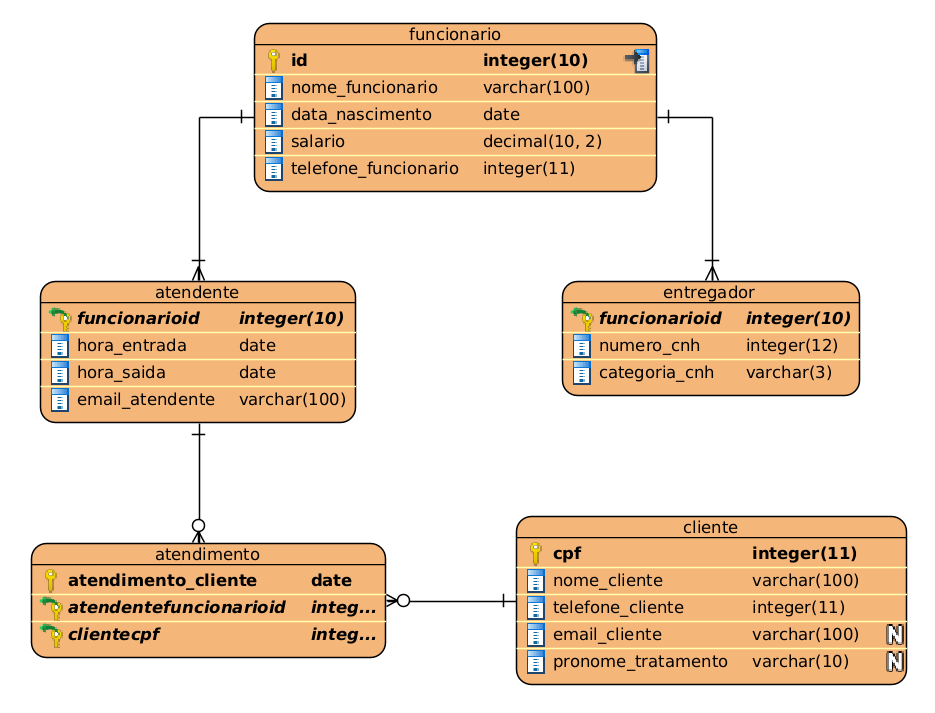 funcionario
id integer(10)
nome_funcionario varchar(100)
data_nascimento date
salario decimal(10, 2)
telefone_funcionario integer(11)
atendente
funcionarioid integer(10)
hora_entrada date
hora_saida date
email_atendente varchar(100)
entregador
funcionarioid integer(10)
numero_cnh integer(12)
categoria_cnh varchar(3)
atendimento
atendimento_cliente date
atendentefuncionarioid integ...
clientecpf integ...
cliente
cpf integer(11)
nome_cliente varchar(100)
telefone_cliente integer(11)
email_cliente varchar(100) N
pronome_tratamento varchar(10) N